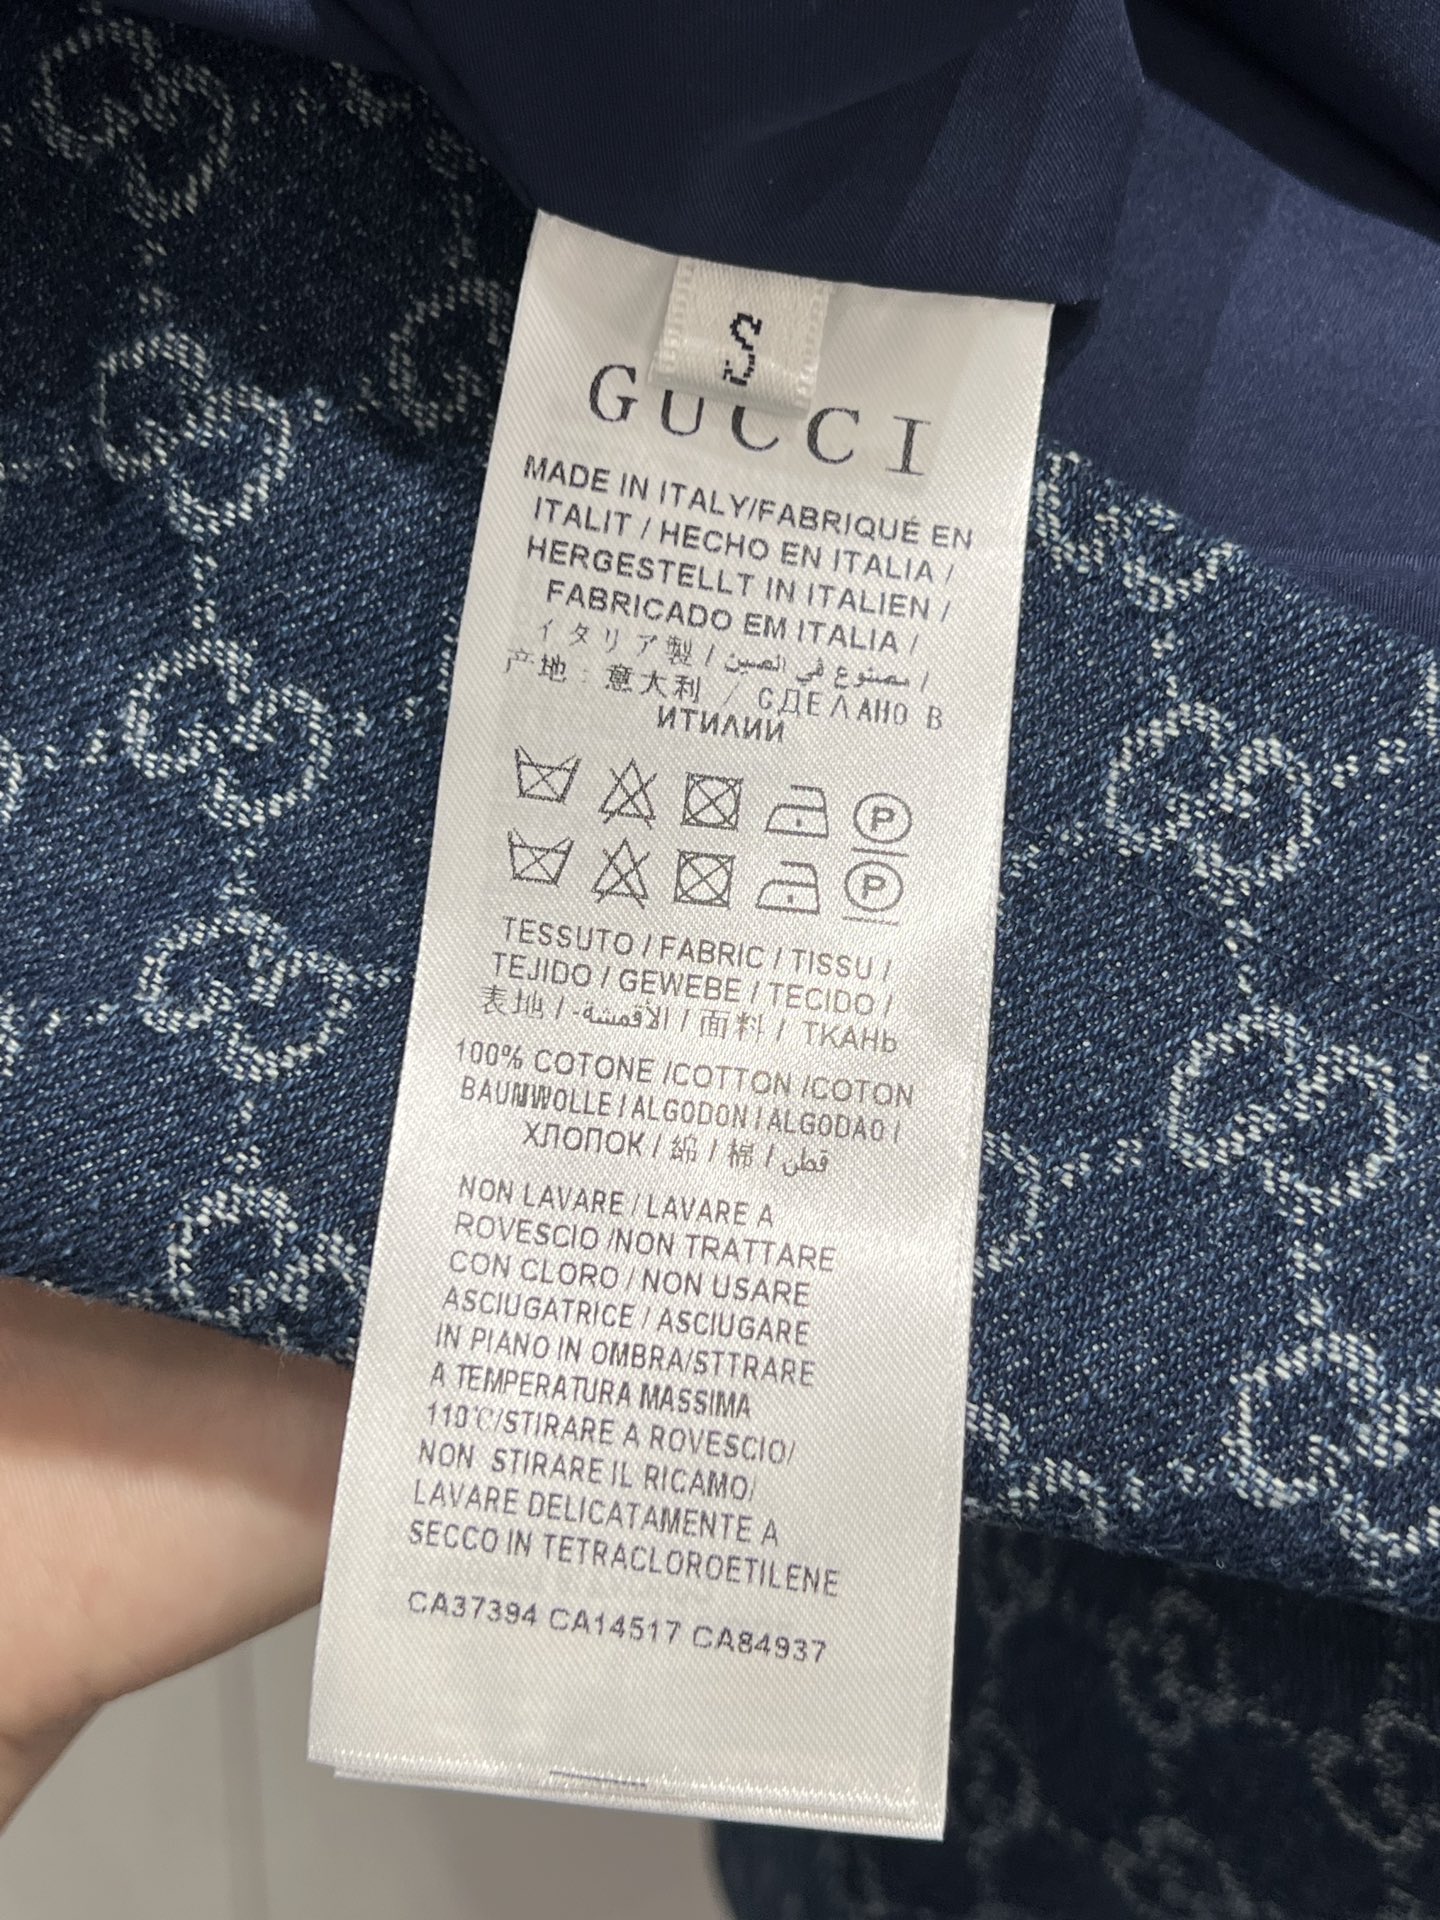 S
GUCCI
MADE IN ITALY/FABRIQUÉ EN
ITALIT / HECHO EN ITALIA /
HERGESTELLT IN ITALIEN /
FABRICADO EM ITALIA /
イタリア製 / مصنوع في الصين /
产地:意大利 / СДЕЛАНО В
ИТИЛИИ
P
P
TESSUTO / FABRIC / TISSU /
TEJIDO / GEWEBE / TECIDO /
表地 / الأقمشة- / 面料 / ТКАНЬ
100% COTONE /COTTON /COTON
BAUNWOLLE / ALGODON / ALGODAO /
ХЛОПОК / 綿 / 棉 / قطن
NON LAVARE / LAVARE A
ROVESCIO /NON TRATTARE
CON CLORO / NON USARE
ASCIUGATRICE / ASCIUGARE
IN PIANO IN OMBRA/STTRARE
A TEMPERATURA MASSIMA
110℃/STIRARE A ROVESCIO/
NON STIRARE IL RICAMO/
LAVARE DELICATAMENTE A
SECCO IN TETRACLOROETILENE
CA37394 CA14517 CA84937